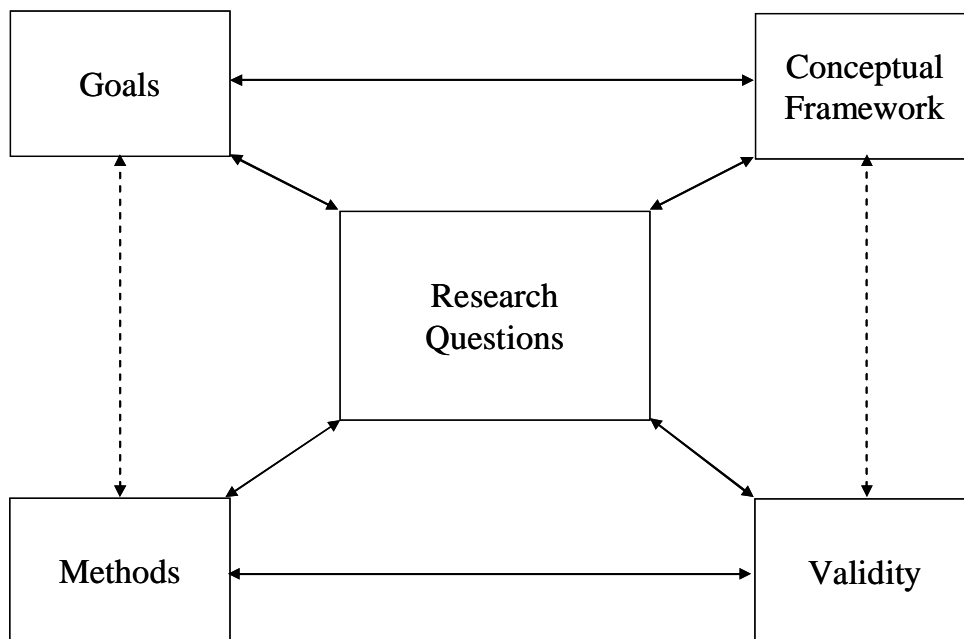 Goals
Conceptual
Framework
Research
Questions
Methods
Validity